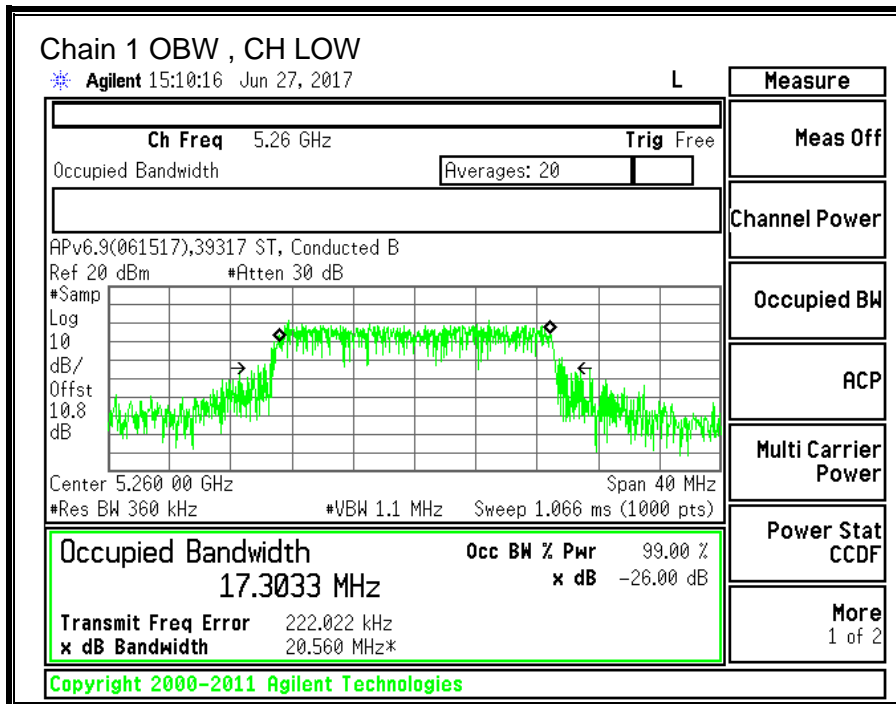 Chain 1 OBW , CH LOW
Agilent 15:10:16 Jun 27, 2017 L
Measure
Ch Freq 5.26 GHz Trig Free
Occupied Bandwidth Averages: 20
APv6.9(061517),39317 ST, Conducted B
Ref 20 dBm #Atten 30 dB
#Samp
Log
10
dB/
Offst
10.8
dB
Center 5.260 00 GHz Span 40 MHz
#Res BW 360 kHz #VBW 1.1 MHz Sweep 1.066 ms (1000 pts)
Occupied Bandwidth
17.3033 MHz
Occ BW % Pwr 99.00 %
x dB -26.00 dB
Transmit Freq Error 222.022 kHz
x dB Bandwidth 20.560 MHz*
Copyright 2000-2011 Agilent Technologies
Meas Off
Channel Power
Occupied BW
ACP
Multi Carrier
Power
Power Stat
CCDF
More
1 of 2